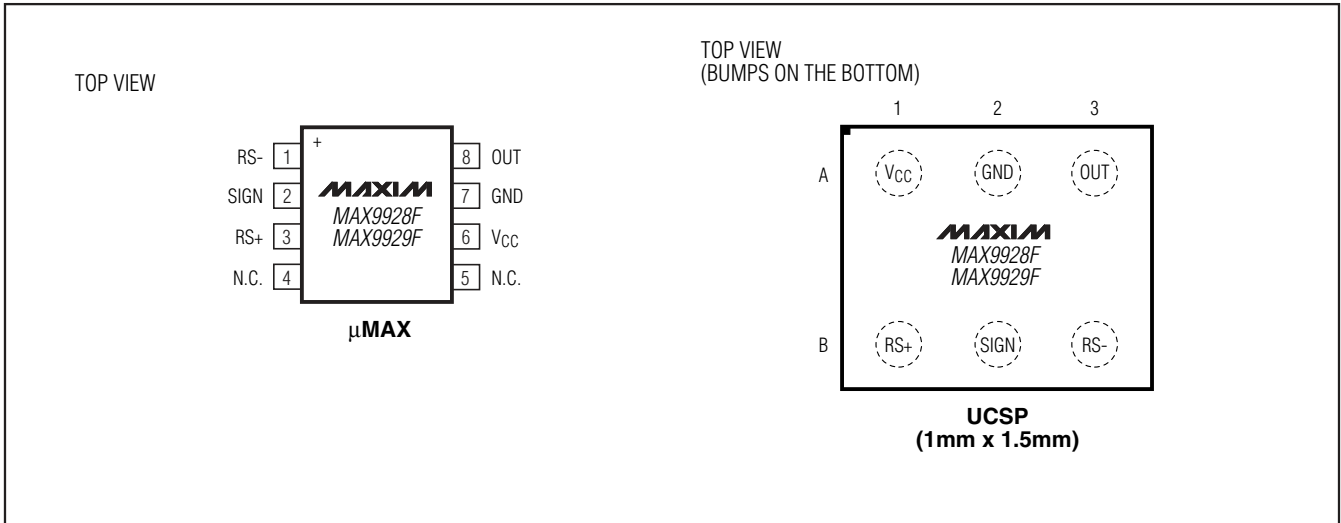 TOP VIEW
RS- 1
SIGN 2
RS+ 3
N.C. 4
+
MAXIM
MAX9928F
MAX9929F
8 OUT
7 GND
6 VCC
5 N.C.
μMAX
TOP VIEW
(BUMPS ON THE BOTTOM)
1 2 3
A VCC GND OUT
MAXIM
MAX9928F
MAX9929F
B RS+ SIGN RS-
UCSP
(1mm x 1.5mm)